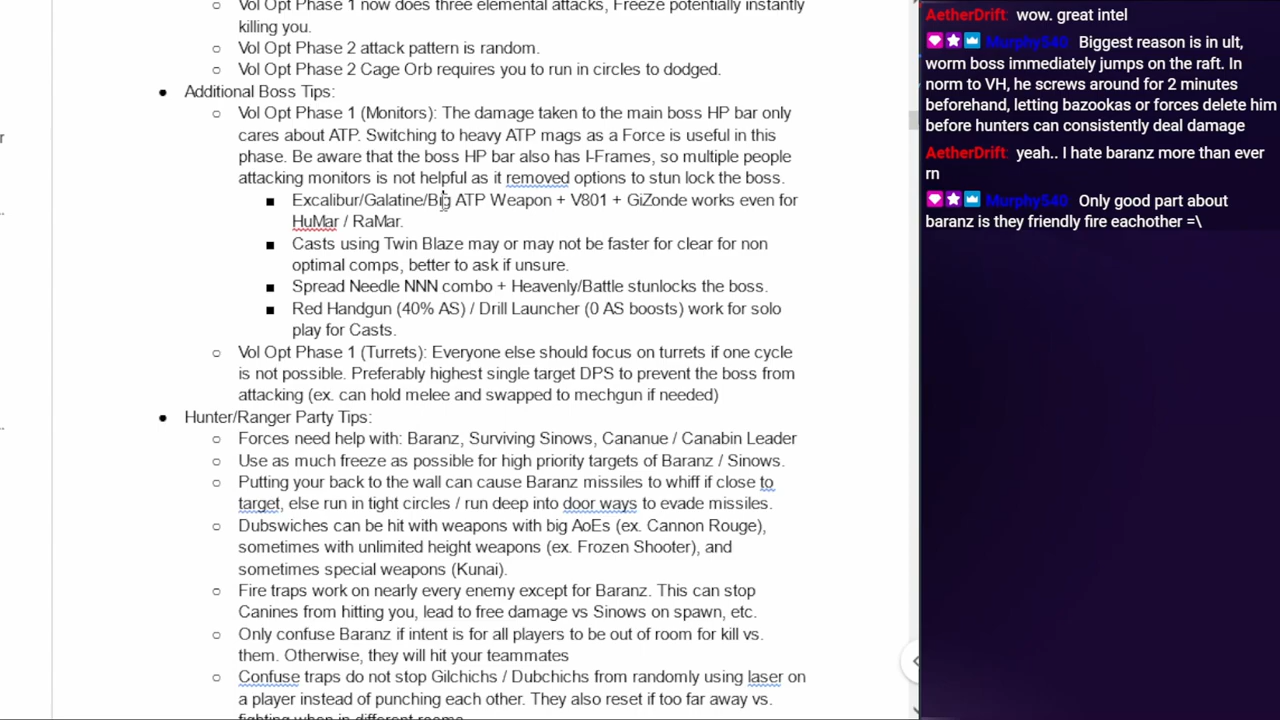 ○ Vol Opt Phase 1 now does three elemental attacks, Freeze potentially instantly
killing you.
○ Vol Opt Phase 2 attack pattern is random.
○ Vol Opt Phase 2 Cage Orb requires you to run in circles to dodged.
● Additional Boss Tips:
○ Vol Opt Phase 1 (Monitors): The damage taken to the main boss HP bar only
cares about ATP. Switching to heavy ATP mags as a Force is useful in this
phase. Be aware that the boss HP bar also has I-Frames, so multiple people
attacking monitors is not helpful as it removed options to stun lock the boss.
■ Excalibur/Galatine/Big ATP Weapon + V801 + GiZonde works even for
HuMar / RaMar.
■ Casts using Twin Blaze may or may not be faster for clear for non
optimal comps, better to ask if unsure.
■ Spread Needle NNN combo + Heavenly/Battle stunlocks the boss.
■ Red Handgun (40% AS) / Drill Launcher (0 AS boosts) work for solo
play for Casts.
○ Vol Opt Phase 1 (Turrets): Everyone else should focus on turrets if one cycle
is not possible. Preferably highest single target DPS to prevent the boss from
attacking (ex. can hold melee and swapped to mechgun if needed)
● Hunter/Ranger Party Tips:
○ Forces need help with: Baranz, Surviving Sinows, Cananue / Canabin Leader
○ Use as much freeze as possible for high priority targets of Baranz / Sinows.
○ Putting your back to the wall can cause Baranz missiles to whiff if close to
target, else run in tight circles / run deep into door ways to evade missiles.
○ Dubswiches can be hit with weapons with big AoEs (ex. Cannon Rouge),
sometimes with unlimited height weapons (ex. Frozen Shooter), and
sometimes special weapons (Kunai).
○ Fire traps work on nearly every enemy except for Baranz. This can stop
Canines from hitting you, lead to free damage vs Sinows on spawn, etc.
○ Only confuse Baranz if intent is for all players to be out of room for kill vs.
them. Otherwise, they will hit your teammates
○ Confuse traps do not stop Gilchichs / Dubchichs from randomly using laser on
a player instead of punching each other. They also reset if too far away vs.
fighting when in different rooms.
AetherDrift wow. great intel
Murphy540 Biggest reason is in ult,
worm boss immediately jumps on the raft. In
norm to VH, he screws around for 2 minutes
beforehand, letting bazookas or forces delete him
before hunters can consistently deal damage
AetherDrift yeah.. I hate baranz more than ever
rn
Murphy540 Only good part about
baranz is they friendly fire eachother =\